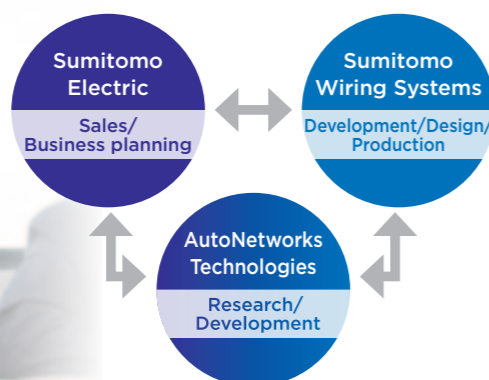 Sumitomo
Electric
Sales/
Business planning
Sumitomo
Wiring Systems
Development/Design/
Production
AutoNetworks
Technologies
Research/
Development